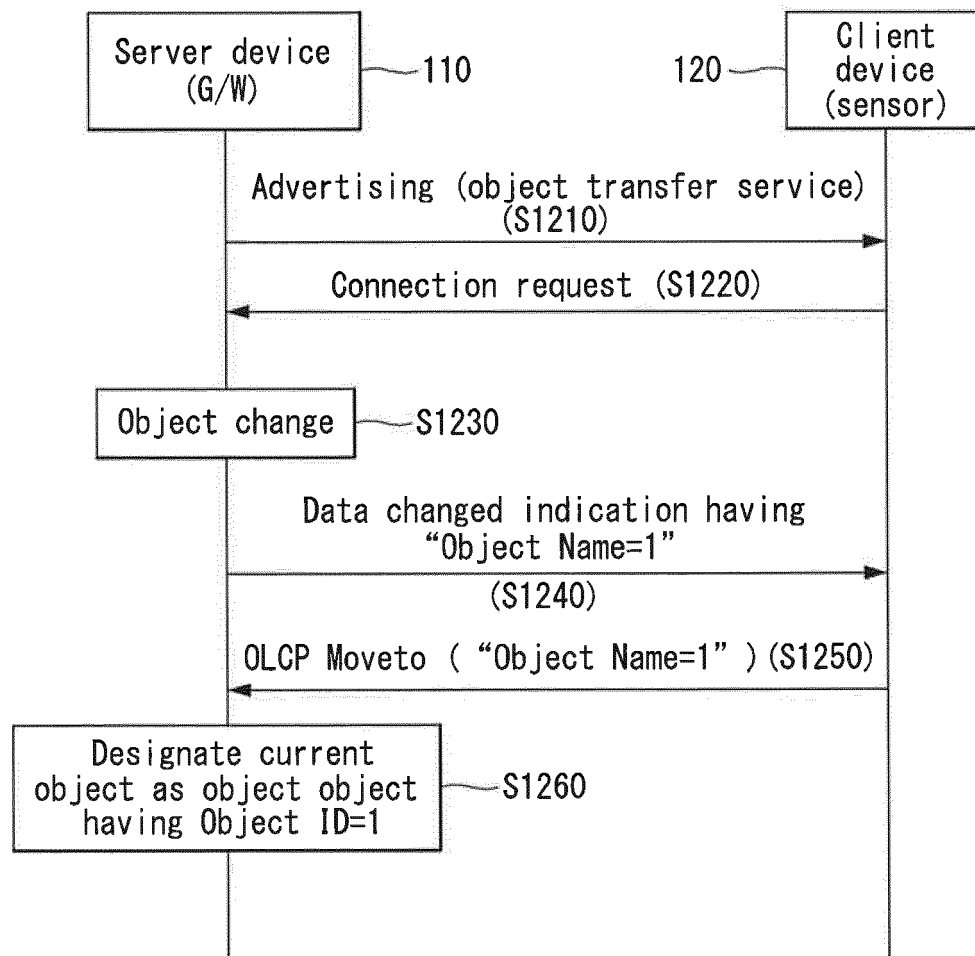 Server device
(G/W)
110
120
Client
device
(sensor)
Advertising (object transfer service)
(S1210)
Connection request (S1220)
Object change
S1230
Data changed indication having
“Object Name=1”
(S1240)
OLCP Moveto ( “Object Name=1” ) (S1250)
Designate current
object as object object
having Object ID=1
S1260